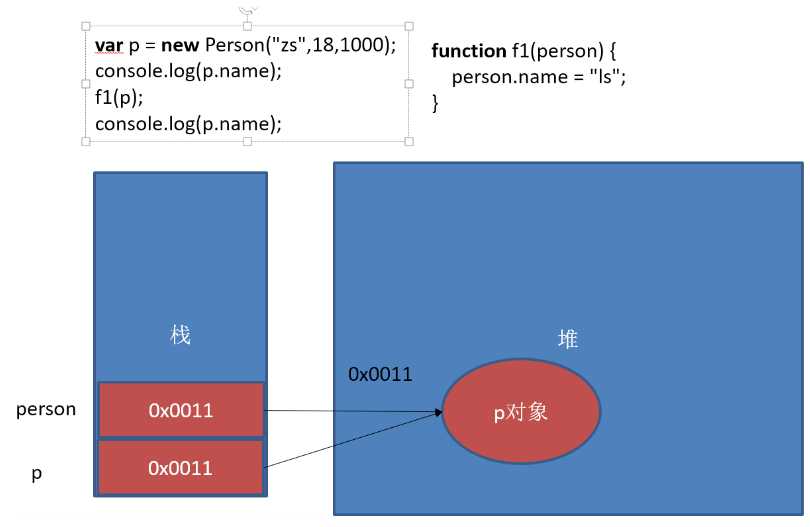 var p = new Person("zs",18,1000);
console.log(p.name);
f1(p);
console.log(p.name);
function f1(person) {
person.name = "ls";
}
栈
堆
0x0011
person
0x0011
p对象
p
0x0011